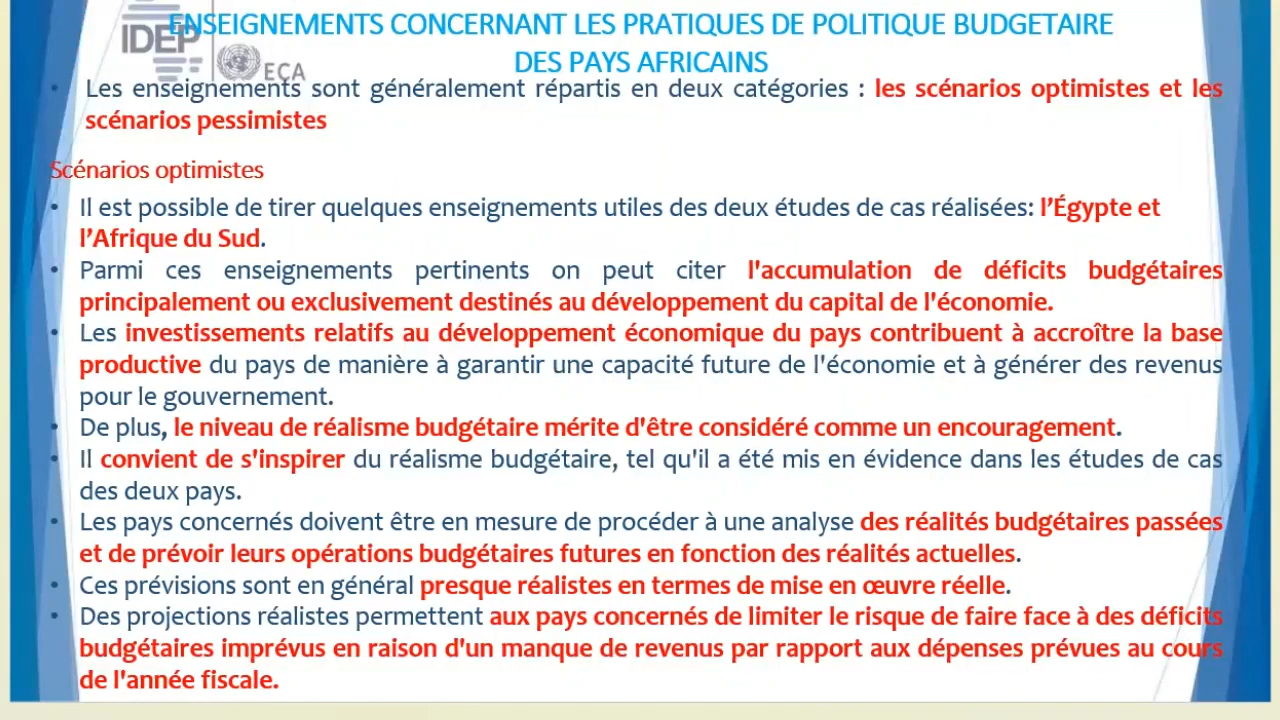 ENSEIGNEMENTS CONCERNANT LES PRATIQUES DE POLITIQUE BUDGETAIRE
DES PAYS AFRICAINS
IDEP
ECA
• Les enseignements sont généralement répartis en deux catégories : les scénarios optimistes et les
scénarios pessimistes
Scénarios optimistes
• Il est possible de tirer quelques enseignements utiles des deux études de cas réalisées: l’Égypte et
l’Afrique du Sud.
• Parmi ces enseignements pertinents on peut citer l'accumulation de déficits budgétaires
principalement ou exclusivement destinés au développement du capital de l'économie.
• Les investissements relatifs au développement économique du pays contribuent à accroître la base
productive du pays de manière à garantir une capacité future de l'économie et à générer des revenus
pour le gouvernement.
• De plus, le niveau de réalisme budgétaire mérite d'être considéré comme un encouragement.
• Il convient de s'inspirer du réalisme budgétaire, tel qu'il a été mis en évidence dans les études de cas
des deux pays.
• Les pays concernés doivent être en mesure de procéder à une analyse des réalités budgétaires passées
et de prévoir leurs opérations budgétaires futures en fonction des réalités actuelles.
• Ces prévisions sont en général presque réalistes en termes de mise en œuvre réelle.
• Des projections réalistes permettent aux pays concernés de limiter le risque de faire face à des déficits
budgétaires imprévus en raison d'un manque de revenus par rapport aux dépenses prévues au cours
de l'année fiscale.